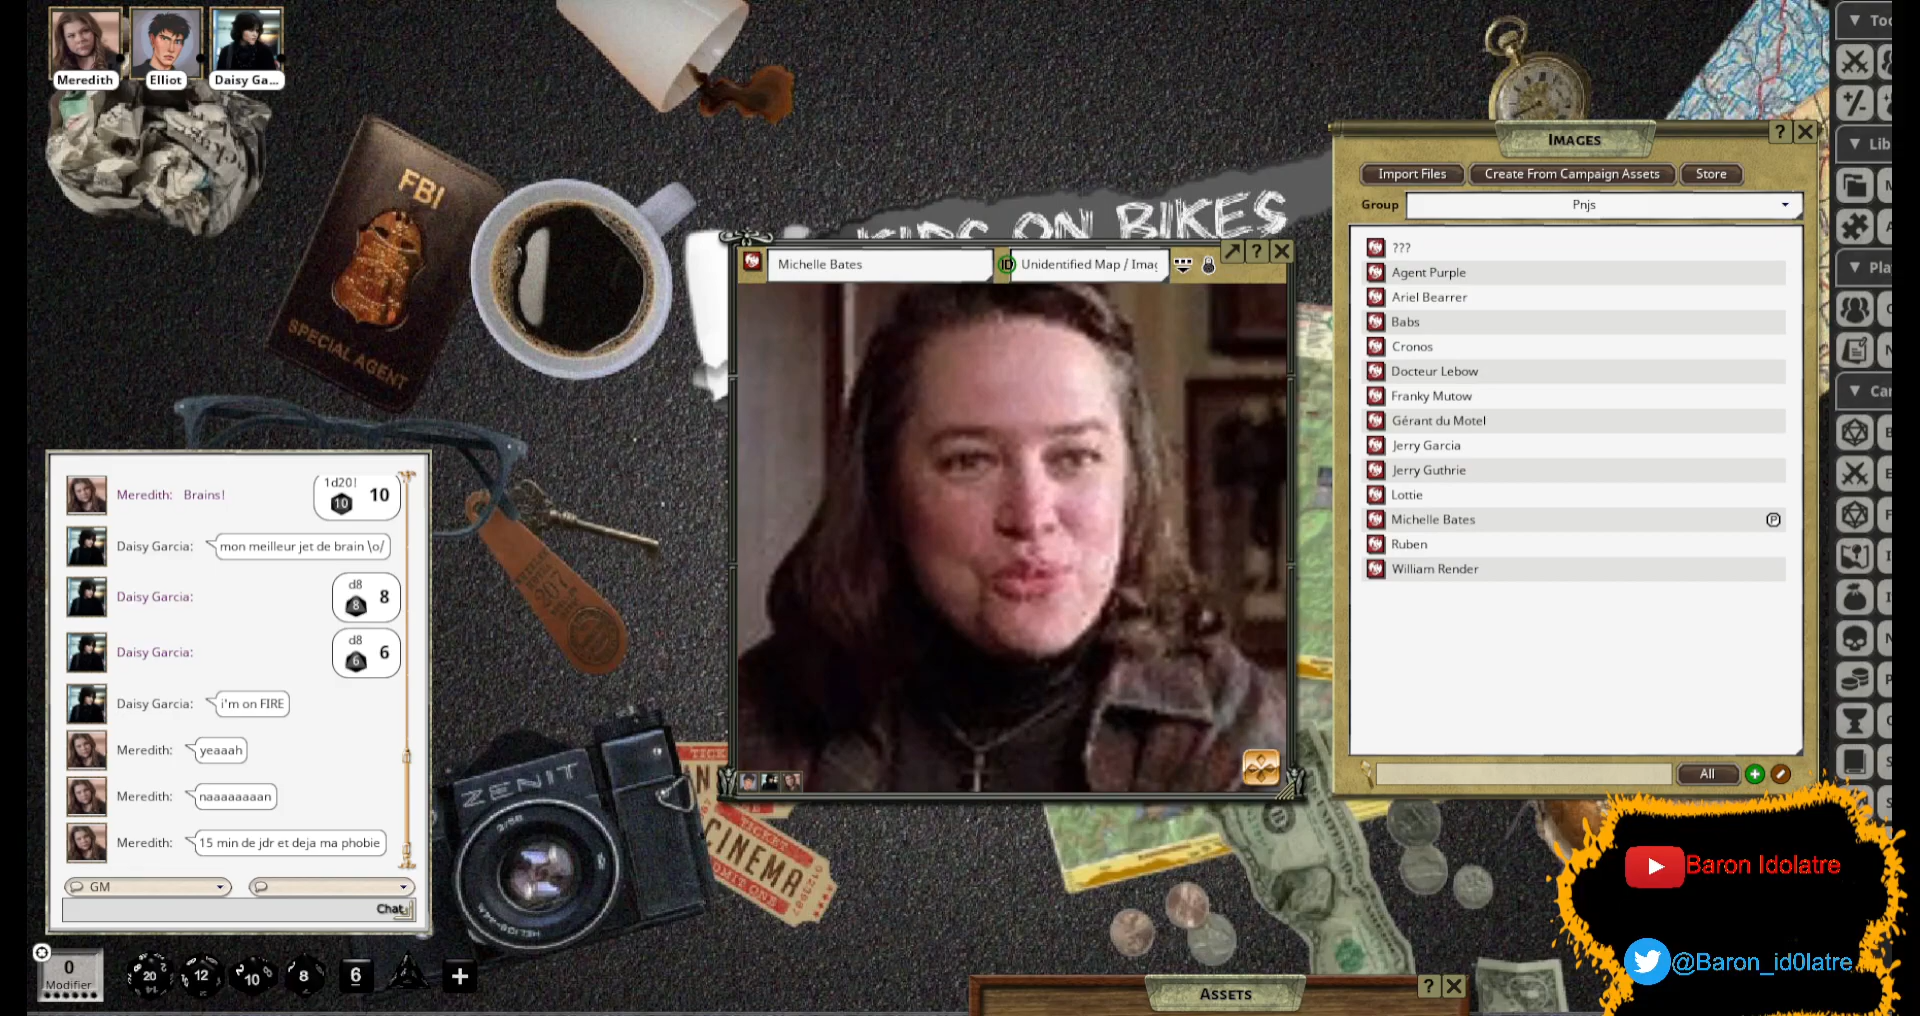 Meredith
Elliot
Daisy Ga...
FBI
SPECIAL AGENT
KIDS ON BIKES
Michelle Bates
ID
Unidentified Map / Imag
IMAGES
Import Files
Create From Campaign Assets
Store
Group
Pnjs
???
Agent Purple
Ariel Bearrer
Babs
Cronos
Docteur Lebow
Franky Mutow
Gérant du Motel
Jerry Garcia
Jerry Guthrie
Lottie
Michelle Bates
P
Ruben
William Render
All
Meredith: Brains!
1d20!
10
10
Daisy Garcia: mon meilleur jet de brain \o/
Daisy Garcia:
d8
8
8
Daisy Garcia:
d8
6
6
Daisy Garcia: i'm on FIRE
Meredith: yeaaah
Meredith: naaaaaaaan
Meredith: 15 min de jdr et deja ma phobie
GM
Chat
0
Modifier
20
12
10
8
6
+
ZENIT
TICKET
CINEMA
ASSETS
Baron Idolatre
@Baron_id0latre